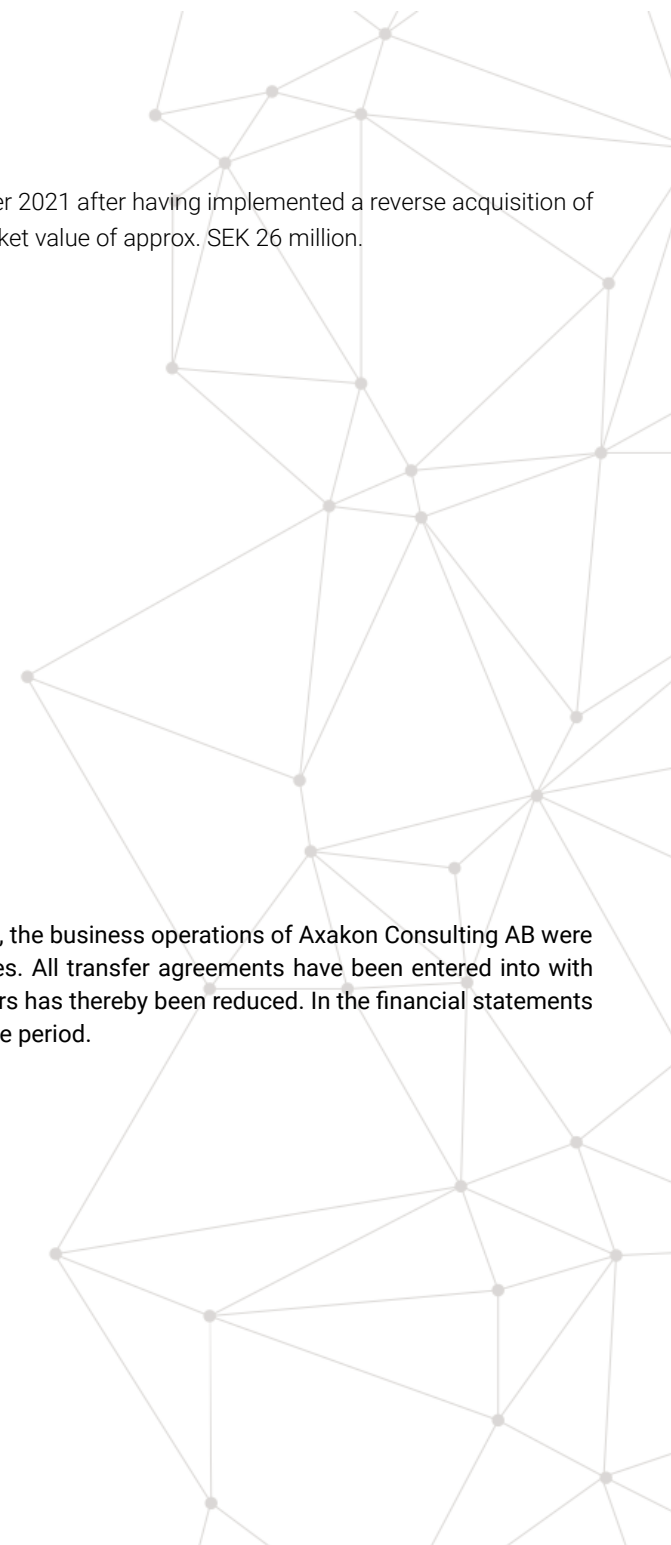 er 2021 after having implemented a reverse acquisition of
ket value of approx. SEK 26 million.
, the business operations of Axakon Consulting AB were
es. All transfer agreements have been entered into with
rs has thereby been reduced. In the financial statements
e period.